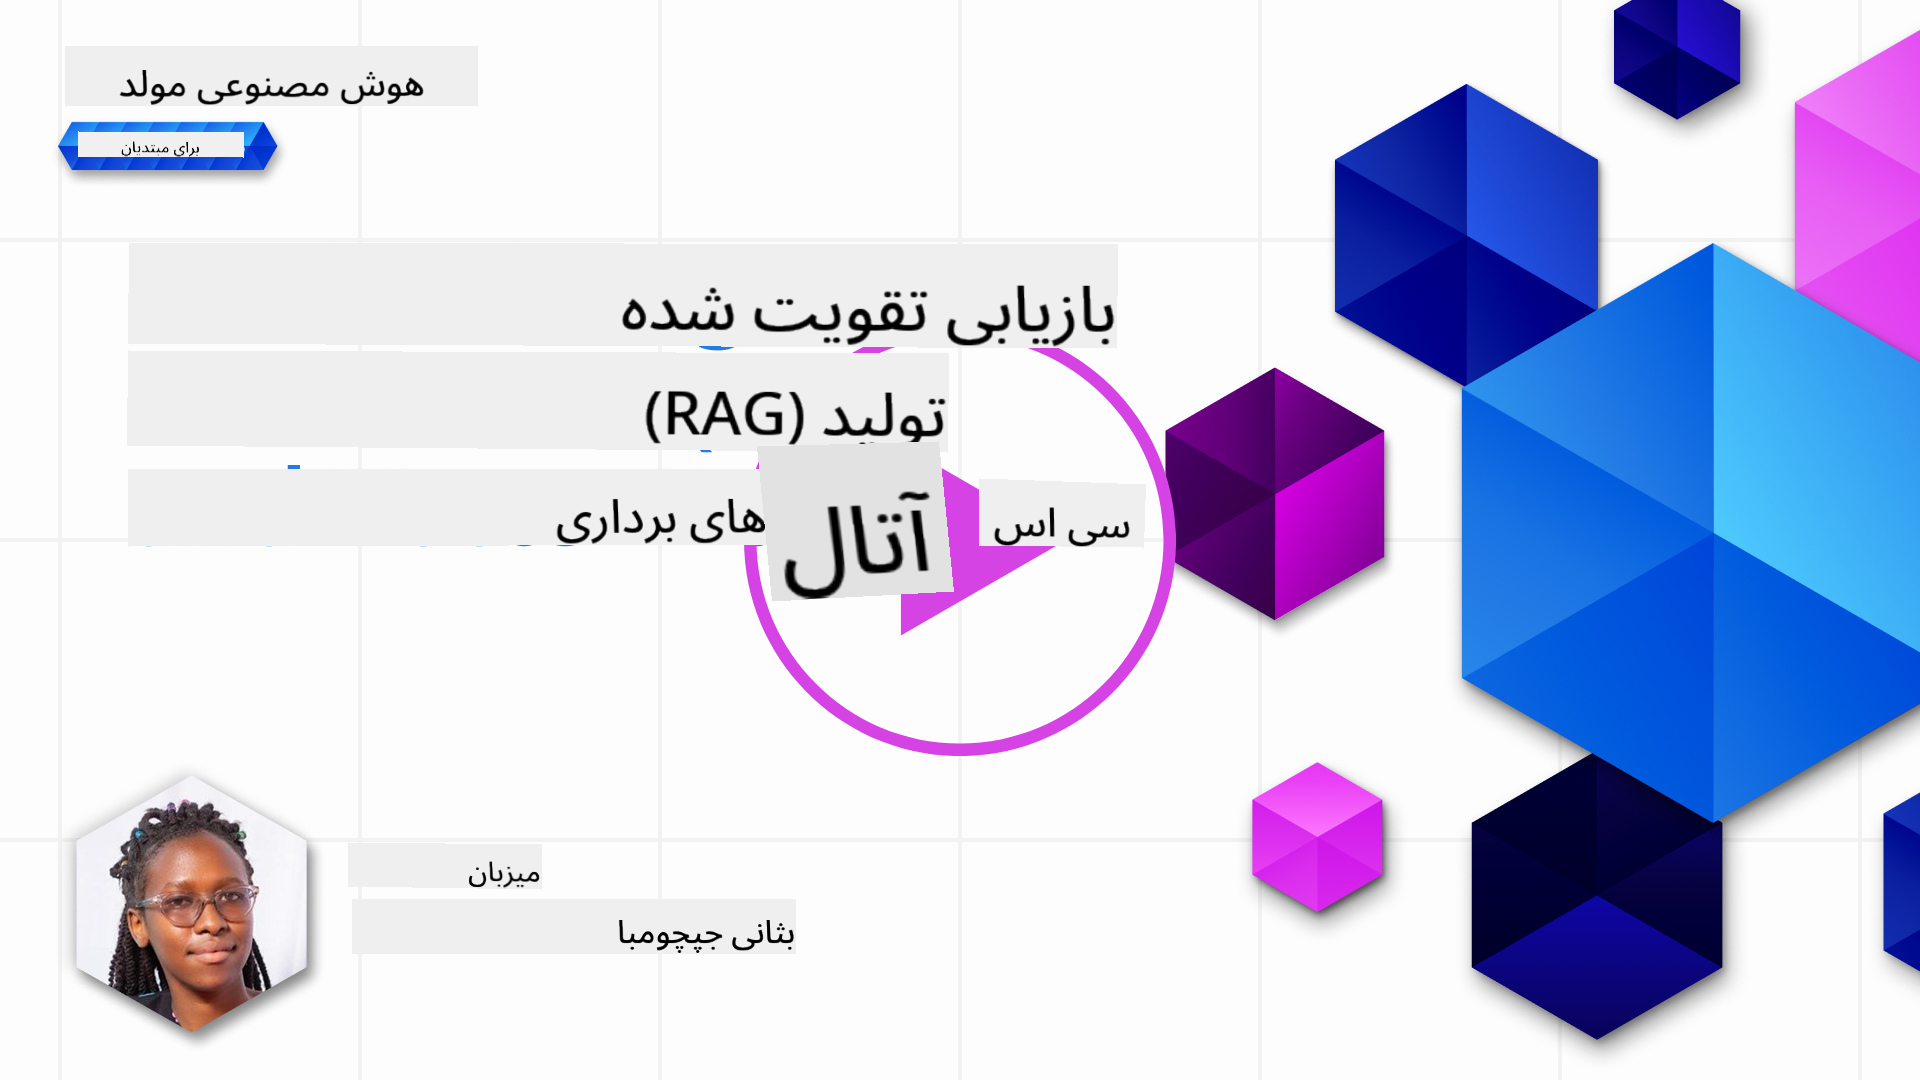 هوش مصنوعی مولد
برای مبتدیان
بازیابی تقویت شده
تولید (RAG)
سی اس آتال های برداری
میزبان
بثانی جپچومبا